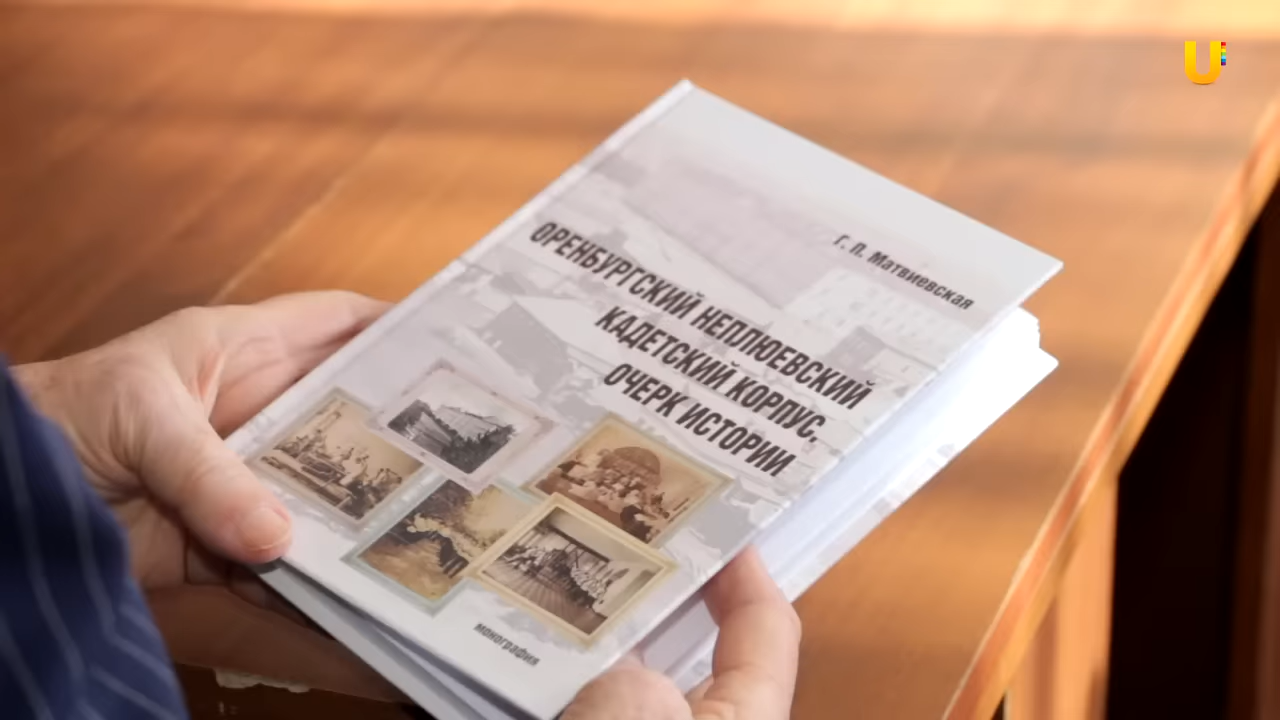 U
Г. П. Матвиевская
ОРЕНБУРГСКИЙ НЕПЛЮЕВСКИЙ
КАДЕТСКИЙ КОРПУС.
ОЧЕРК ИСТОРИИ
монография